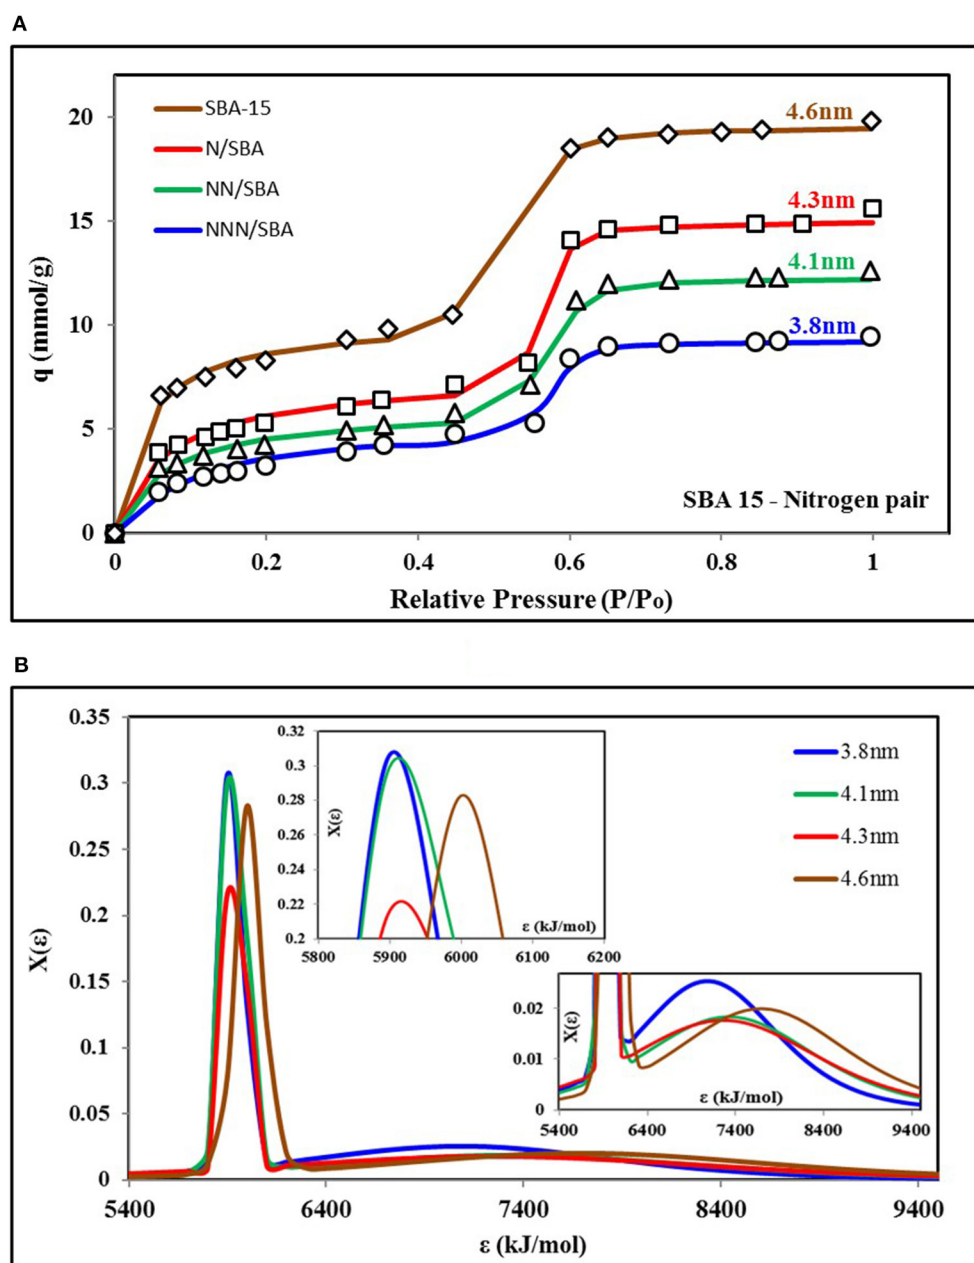 A
20
15
10
5
0
q (mmol/g)
SBA-15
N/SBA
NN/SBA
NNN/SBA
4.6nm
4.3nm
4.1nm
3.8nm
SBA 15 - Nitrogen pair
0 0.2 0.4 0.6 0.8 1
Relative Pressure (P/Po)
B
0.35
0.3
0.25
0.2
0.15
0.1
0.05
0
X(ε)
0.32
0.3
0.28
0.26
0.24
0.22
0.2
X(ε)
ε (kJ/mol)
5800 5900 6000 6100 6200
3.8nm
4.1nm
4.3nm
4.6nm
0.02
0.01
0
X(ε)
ε (kJ/mol)
5400 6400 7400 8400 9400
5400 6400 7400 8400 9400
ε (kJ/mol)